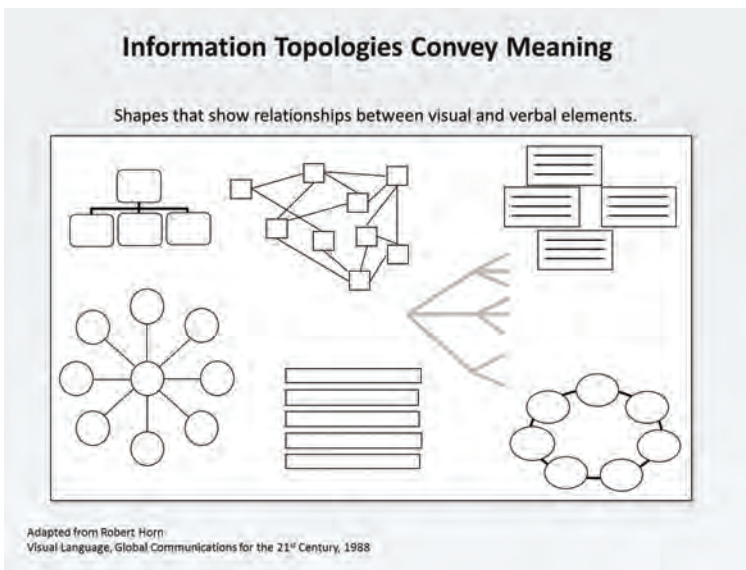 Information Topologies Convey Meaning
Shapes that show relationships between visual and verbal elements.
Adapted from Robert Horn
Visual Language, Global Communications for the 21st Century, 1988